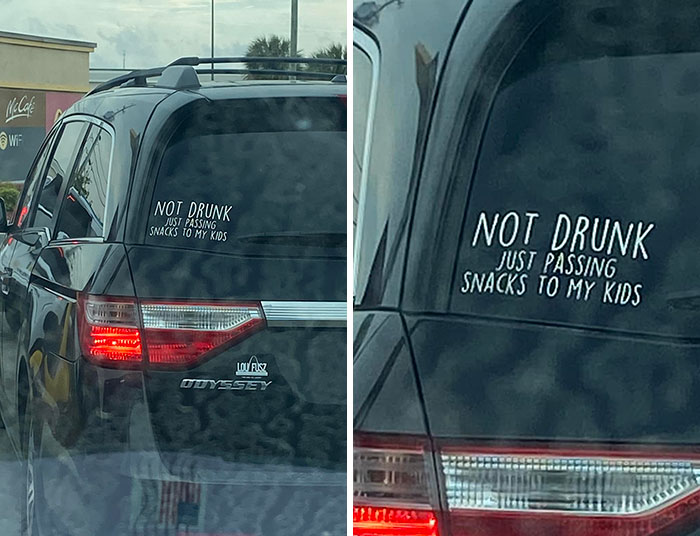 McCafé
WiF
NOT DRUNK
JUST PASSING
SNACKS TO MY KIDS
LOU FUSZ
ODYSSEY
NOT DRUNK
JUST PASSING
SNACKS TO MY KIDS